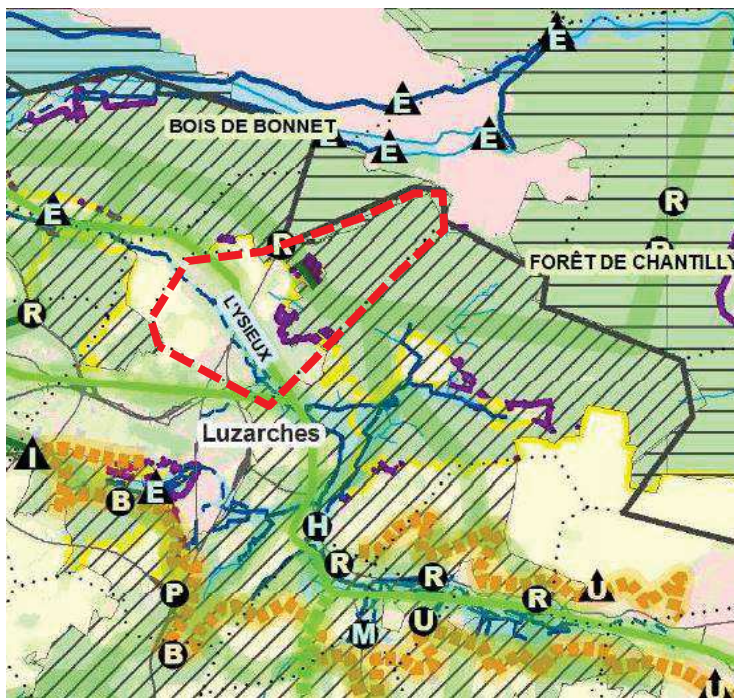 E
E
BOIS DE BONNET
E
E
E
R
E
R
R
FORÊT DE CHANTILLY
R
L'YSIEUX
Luzarches
I
B
E
H
R
R
R
U
P
M
U
B
U